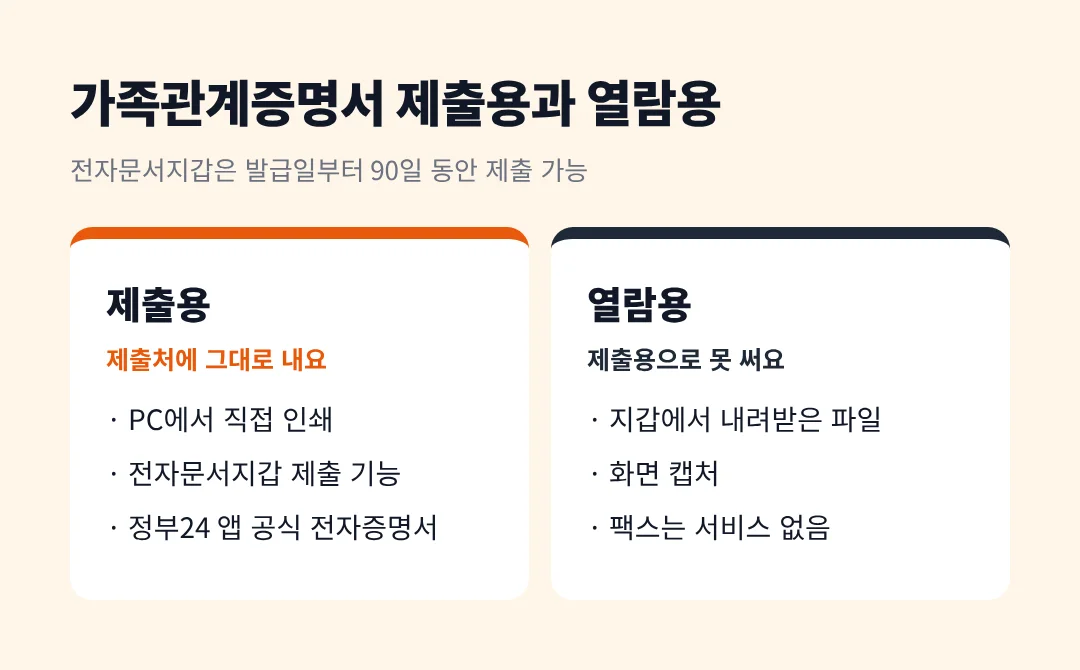 가족관계증명서 제출용과 열람용
전자문서지갑은 발급일부터 90일 동안 제출 가능
제출용
제출처에 그대로 내요
· PC에서 직접 인쇄
· 전자문서지갑 제출 기능
· 정부24 앱 공식 전자증명서
열람용
제출용으로 못 써요
· 지갑에서 내려받은 파일
· 화면 캡처
· 팩스는 서비스 없음